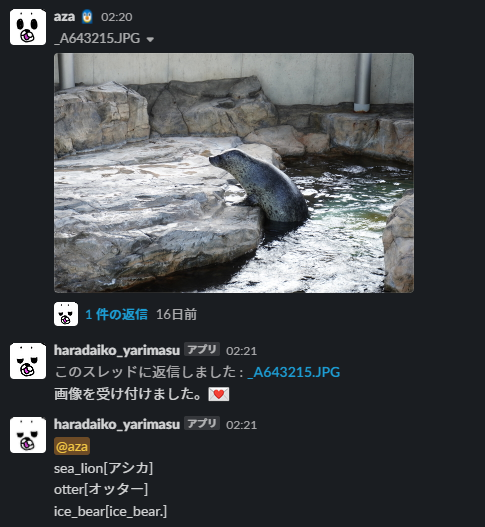 aza 02:20
_A643215.JPG
1 件の返信 16日前
haradaiko_yarimasu アプリ 02:21
このスレッドに返信しました : _A643215.JPG
画像を受け付けました。💌
haradaiko_yarimasu アプリ 02:21
@aza
sea_lion[アシカ]
otter[オッター]
ice_bear[ice_bear.]